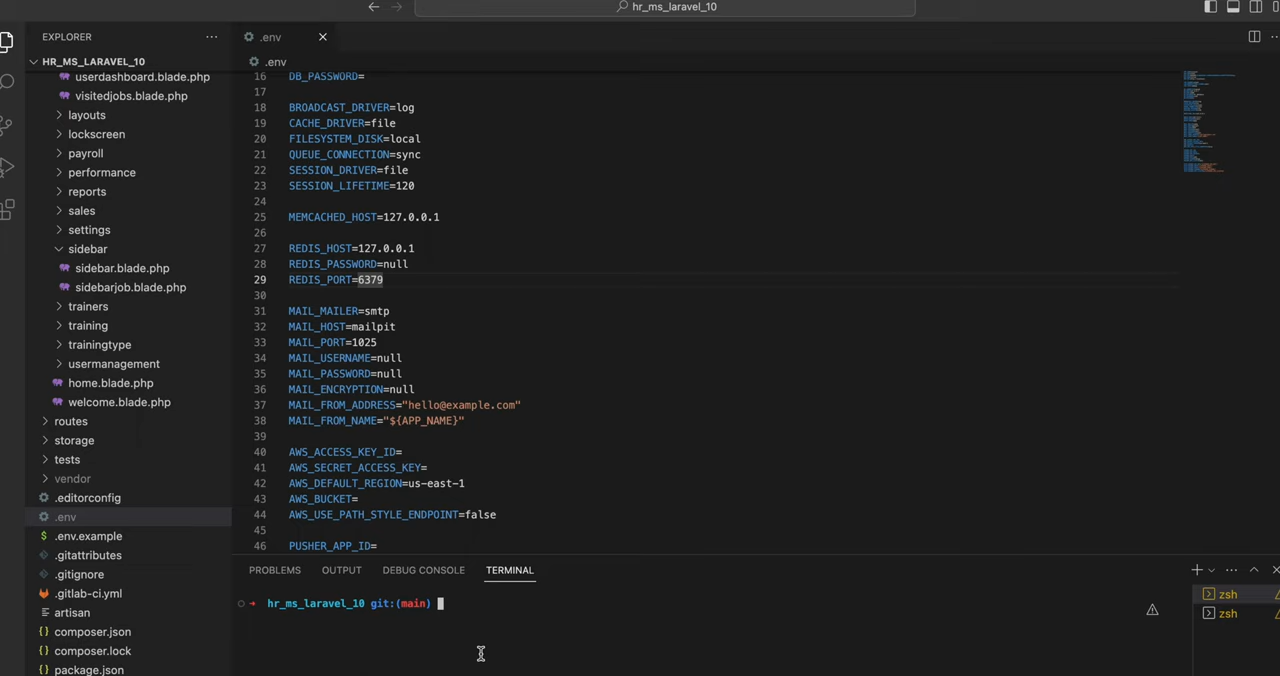 hr_ms_laravel_10
EXPLORER
HR_MS_LARAVEL_10
userdashboard.blade.php
visitedjobs.blade.php
layouts
lockscreen
payroll
performance
reports
sales
settings
sidebar
sidebar.blade.php
sidebarjob.blade.php
trainers
training
trainingtype
usermanagement
home.blade.php
welcome.blade.php
routes
storage
tests
vendor
.editorconfig
.env
.env.example
.gitattributes
.gitignore
.gitlab-ci.yml
artisan
composer.json
composer.lock
package.json
.env
.env
16 DB_PASSWORD=
17
18 BROADCAST_DRIVER=log
19 CACHE_DRIVER=file
20 FILESYSTEM_DISK=local
21 QUEUE_CONNECTION=sync
22 SESSION_DRIVER=file
23 SESSION_LIFETIME=120
24
25 MEMCACHED_HOST=127.0.0.1
26
27 REDIS_HOST=127.0.0.1
28 REDIS_PASSWORD=null
29 REDIS_PORT=6379
30
31 MAIL_MAILER=smtp
32 MAIL_HOST=mailpit
33 MAIL_PORT=1025
34 MAIL_USERNAME=null
35 MAIL_PASSWORD=null
36 MAIL_ENCRYPTION=null
37 MAIL_FROM_ADDRESS="hello@example.com"
38 MAIL_FROM_NAME="${APP_NAME}"
39
40 AWS_ACCESS_KEY_ID=
41 AWS_SECRET_ACCESS_KEY=
42 AWS_DEFAULT_REGION=us-east-1
43 AWS_BUCKET=
44 AWS_USE_PATH_STYLE_ENDPOINT=false
45
46 PUSHER_APP_ID=
PROBLEMS OUTPUT DEBUG CONSOLE TERMINAL
hr_ms_laravel_10 git:(main)
zsh
zsh